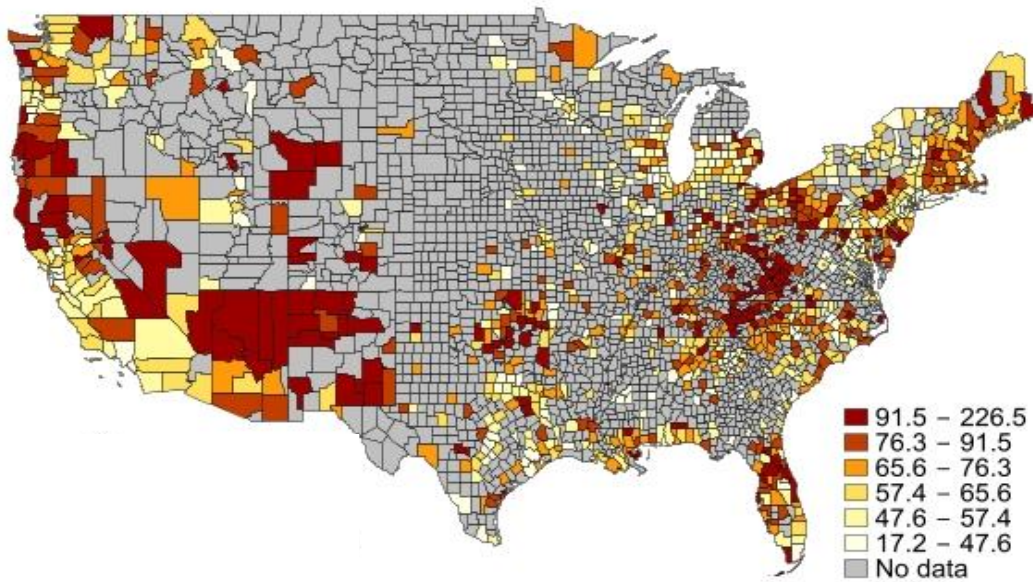 91.5 – 226.5
76.3 – 91.5
65.6 – 76.3
57.4 – 65.6
47.6 – 57.4
17.2 – 47.6
No data